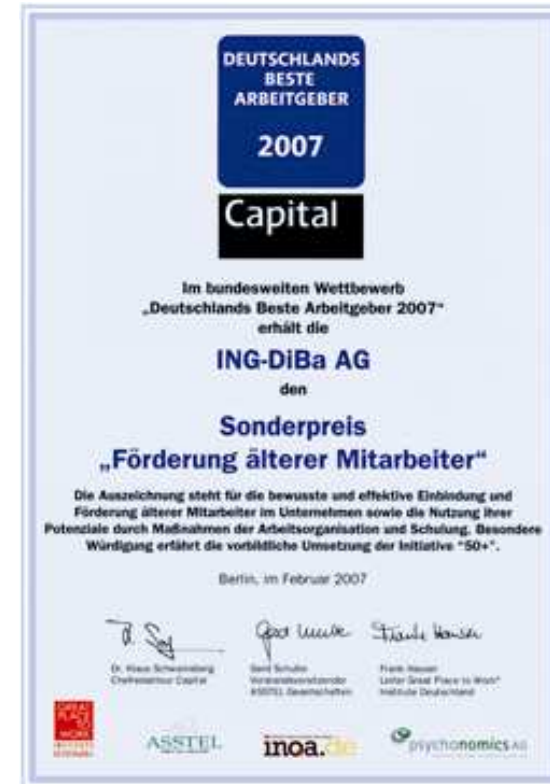 DEUTSCHLANDS
BESTE
ARBEITGEBER
2007
Capital
Im bundesweiten Wettbewerb
„Deutschlands Beste Arbeitgeber 2007“
erhält die
ING-DiBa AG
den
Sonderpreis
„Förderung älterer Mitarbeiter“
Die Auszeichnung steht für die bewusste und effektive Einbindung und
Förderung älterer Mitarbeiter im Unternehmen sowie die Nutzung ihrer
Potenziale durch Maßnahmen der Arbeitsorganisation und Schulung. Besondere
Würdigung erfährt die vorbildliche Umsetzung der Initiative "50+".
Berlin, im Februar 2007
Dr. Klaus Schweinsberg
Chefredakteur Capital
Gerd Schulte
Vorstandsvorsitzender
ASSTEL Gesellschaften
Frank Hauser
Leiter Great Place to Work®
Institute Deutschland
GREAT
PLACE
TO
WORK
ASSTEL
inoa.de
psychonomics AG